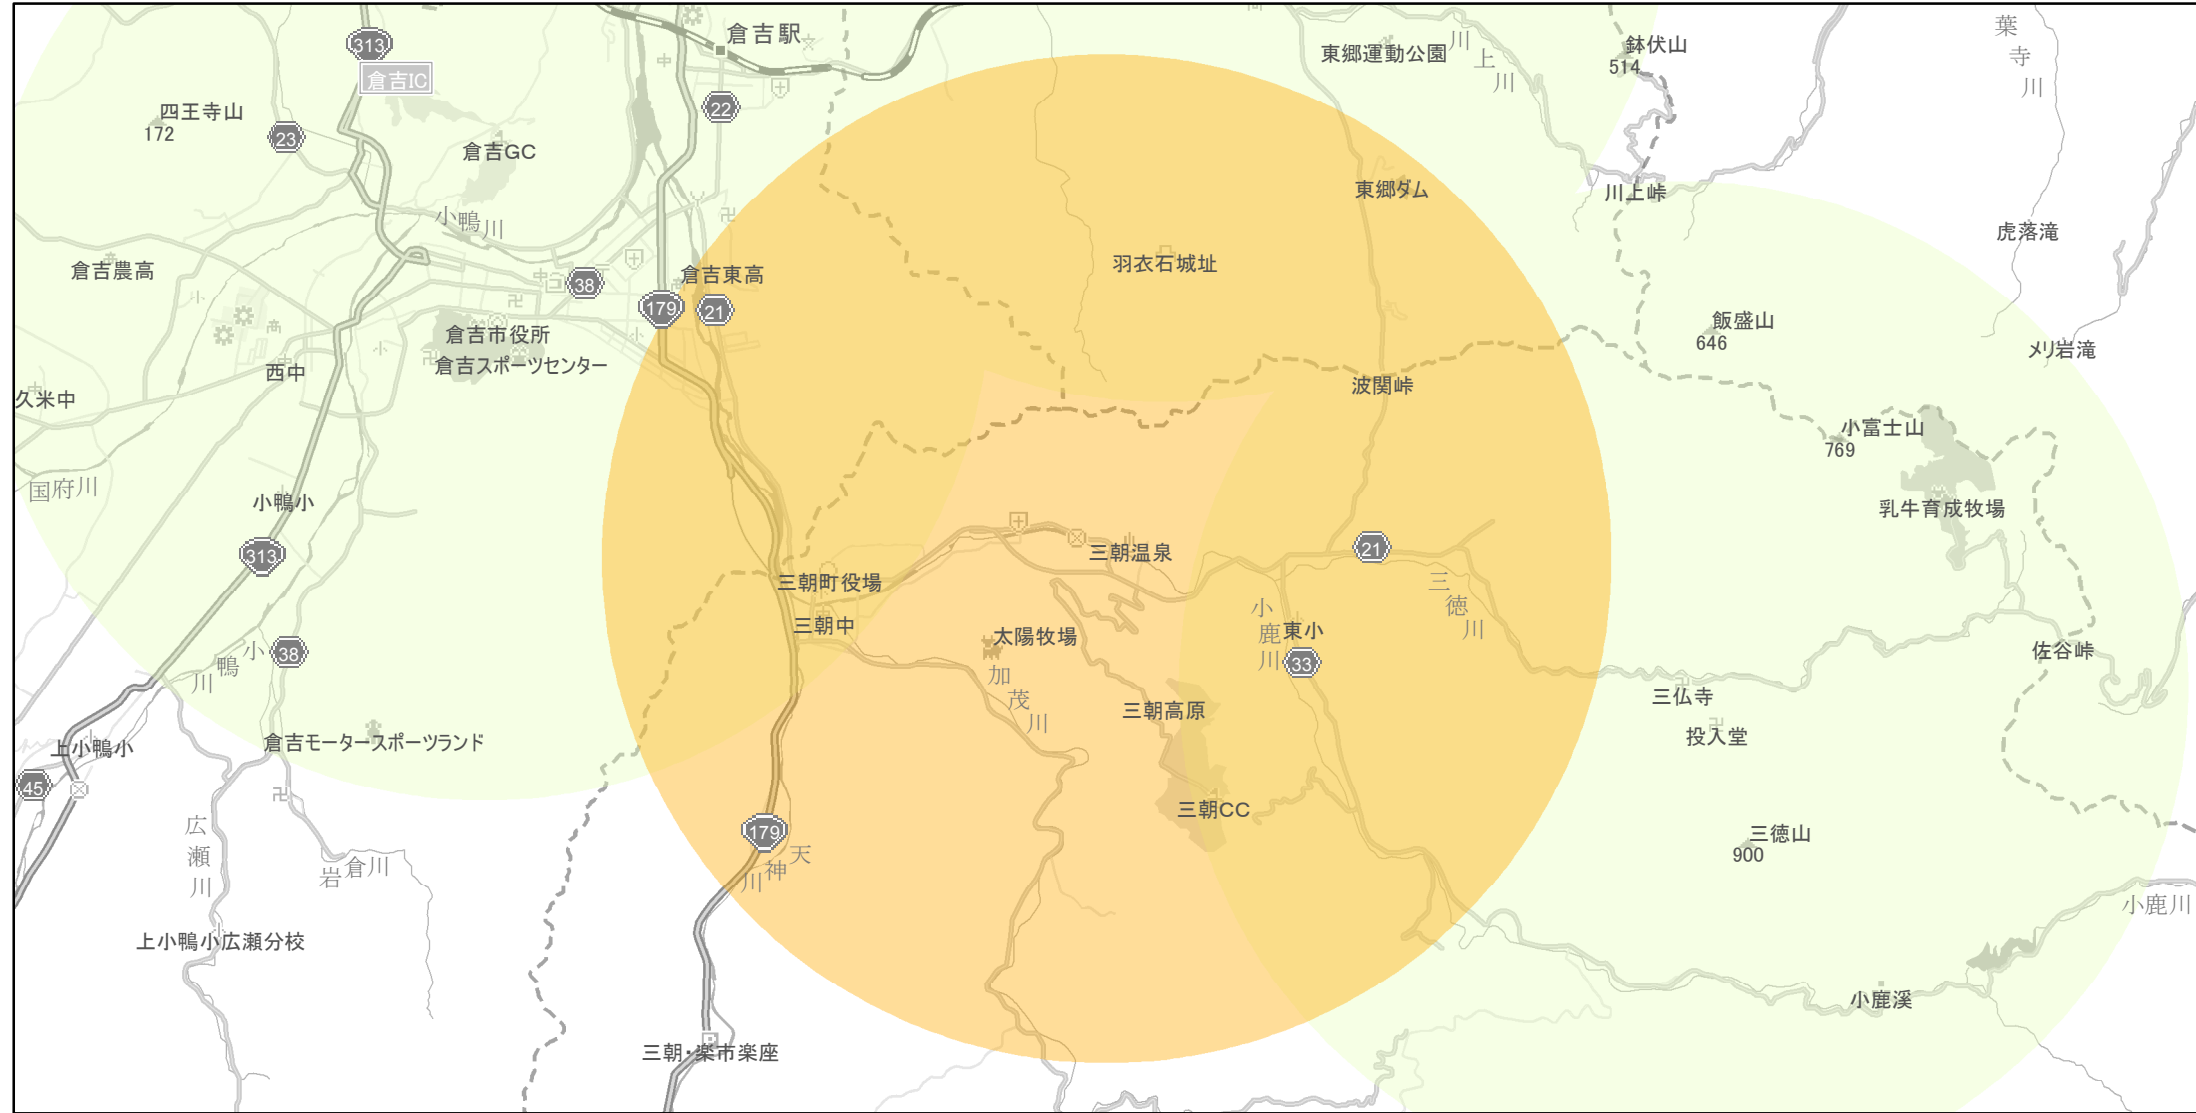 313
倉吉IC
倉吉駅
東郷運動公園
川上川
鉢伏山
514
葉寺川
四王寺山
172
23
22
倉吉GC
小鴨川
東郷ダム
川上峠
虎落滝
倉吉農高
38
倉吉東高
179
21
羽衣石城址
飯盛山
646
メリ岩滝
倉吉市役所
倉吉スポーツセンター
西中
久米中
波関峠
小富士山
769
乳牛育成牧場
国府川
小鴨小
313
三朝温泉
21
三徳川
三朝町役場
三朝中
太陽牧場
加茂川
小鹿川
東小
33
佐谷峠
小鴨川
38
三朝高原
三仏寺
投入堂
上小鴨小
45
倉吉モータースポーツランド
三朝CC
三徳山
900
179
天神川
広瀬川
岩倉川
小鹿川
上小鴨小広瀬分校
小鹿渓
三朝・楽市楽座